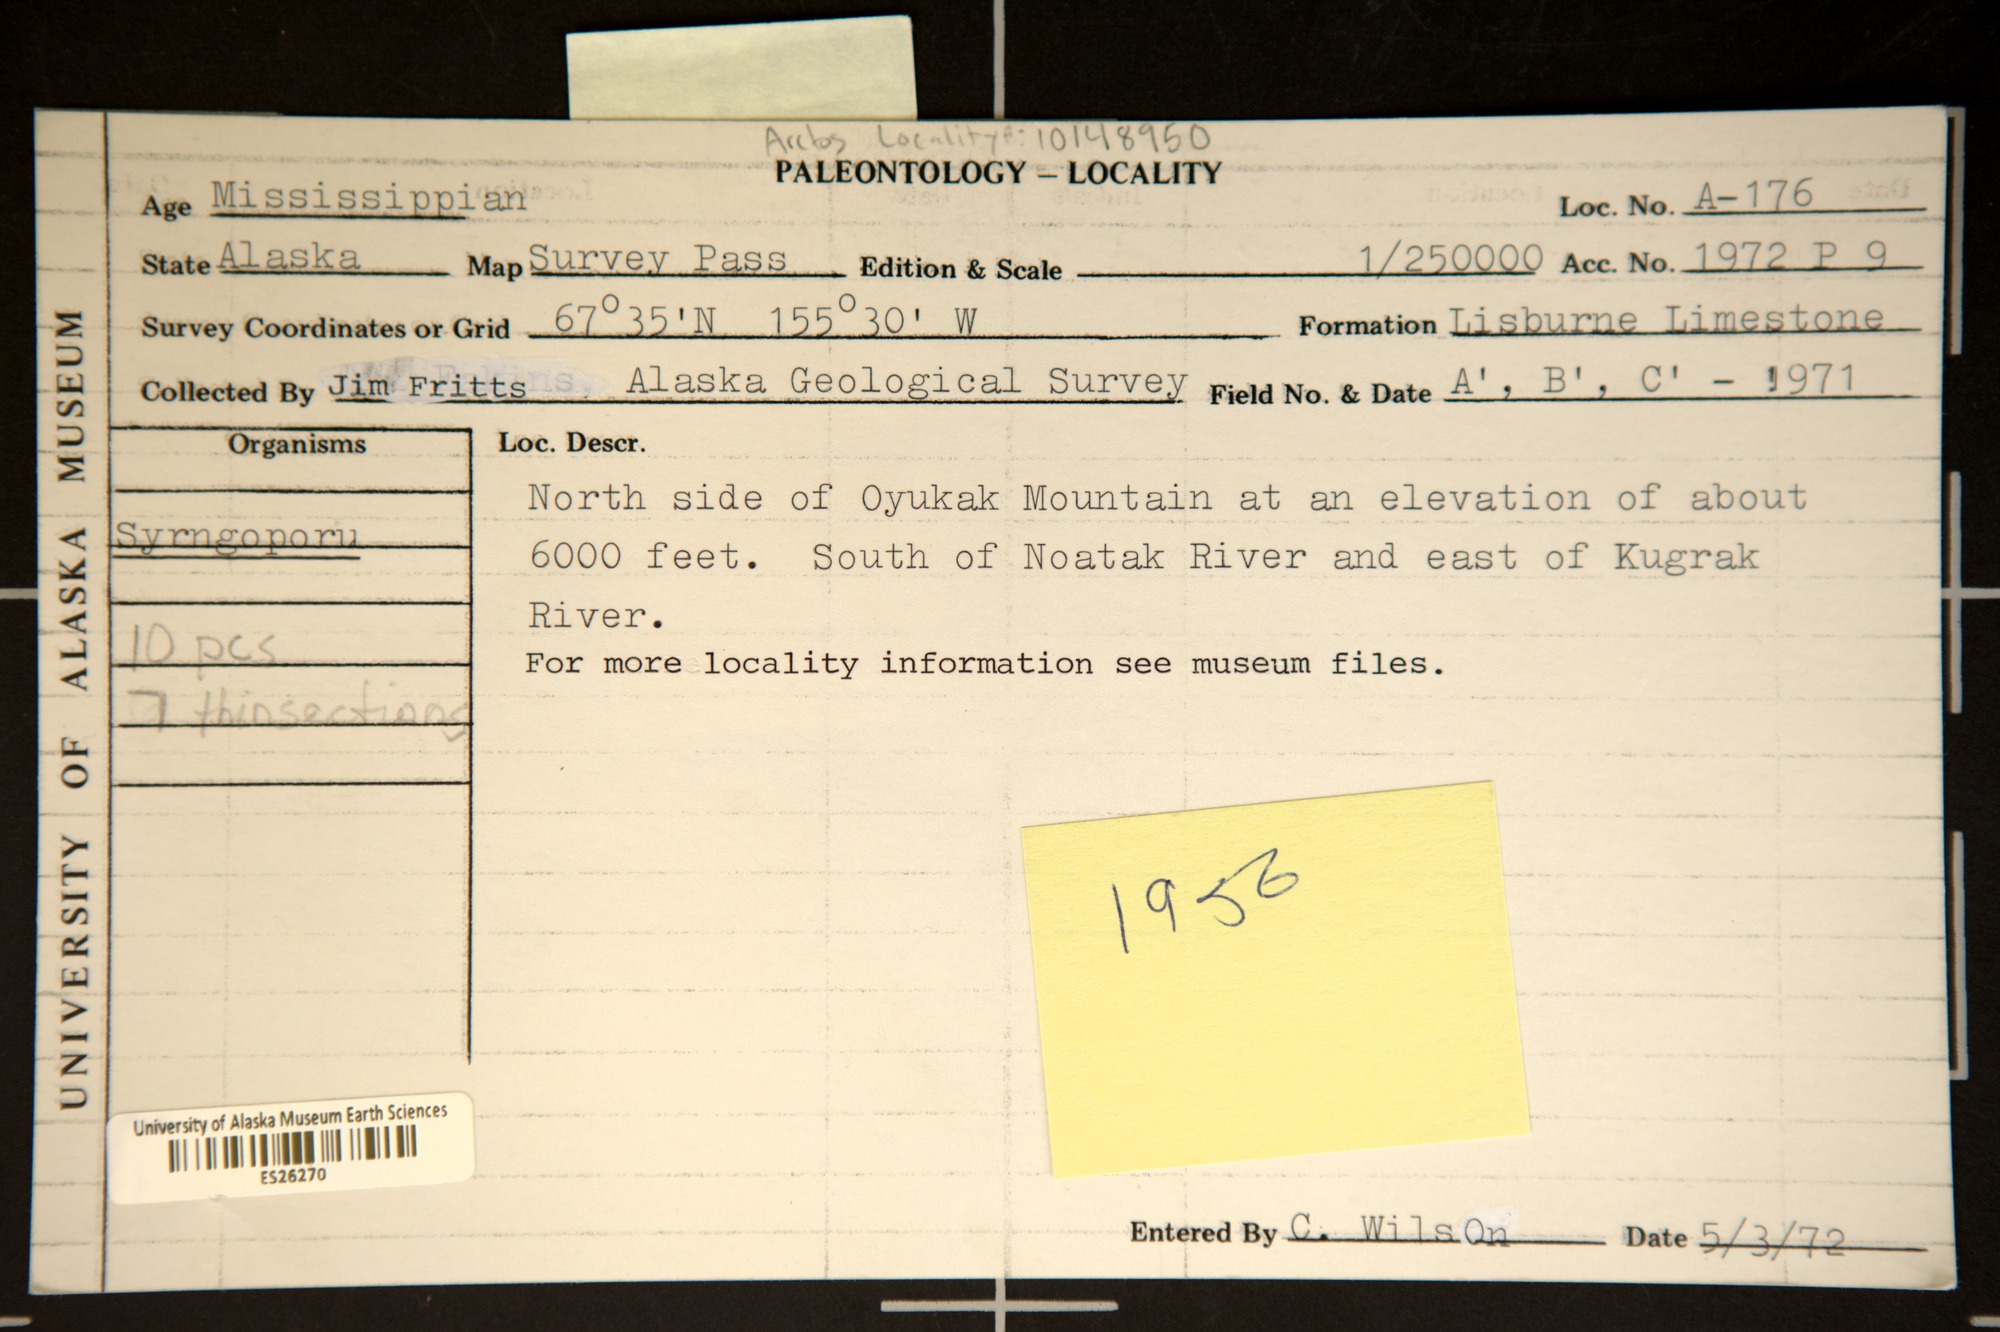 Arctos Locality #: 10148950
PALEONTOLOGY – LOCALITY
Age Mississippian Loc. No. A-176
State Alaska Map Survey Pass Edition & Scale 1/250000 Acc. No. 1972 P 9
Survey Coordinates or Grid 67°35'N 155°30' W Formation Lisburne Limestone
Collected By Jim Fritts Alaska Geological Survey Field No. & Date A', B', C' - 1971
Organisms
Syrngoporu
10 pcs
7 thinsections
Loc. Descr.
North side of Oyukak Mountain at an elevation of about
6000 feet. South of Noatak River and east of Kugrak
River.
For more locality information see museum files.
1956
UNIVERSITY OF ALASKA MUSEUM
University of Alaska Museum Earth Sciences
ES26270
Entered By C. Wilson Date 5/3/72